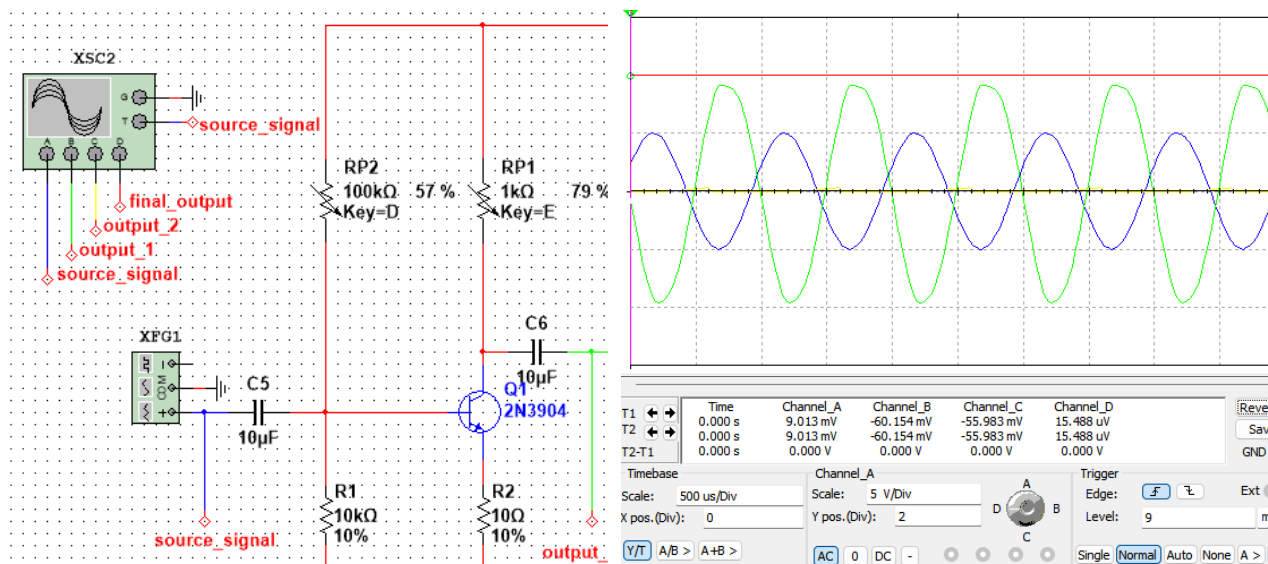 XSC2
G
T
A B C D
source_signal
final_output
output_2
output_1
source_signal
RP2
100kΩ 57 %
Key=D
RP1
1kΩ 79 %
Key=E
XFG1
COM
C5
10µF
C6
10µF
Q1
2N3904
R1
10kΩ
10%
R2
10Ω
10%
source_signal
output_
T1
T2
T2-T1
Time Channel_A Channel_B Channel_C Channel_D
0.000 s 9.013 mV -60.154 mV -55.983 mV 15.488 uV
0.000 s 9.013 mV -60.154 mV -55.983 mV 15.488 uV
0.000 s 0.000 V 0.000 V 0.000 V 0.000 V
Reve
Sav
GND
Timebase
Scale: 500 us/Div
X pos.(Div): 0
Y/T A/B > A+B >
Channel_A
Scale: 5 V/Div
Y pos.(Div): 2
AC 0 DC -
A
D B
C
Trigger
Edge: Ext
Level: 9 m
Single Normal Auto None A >